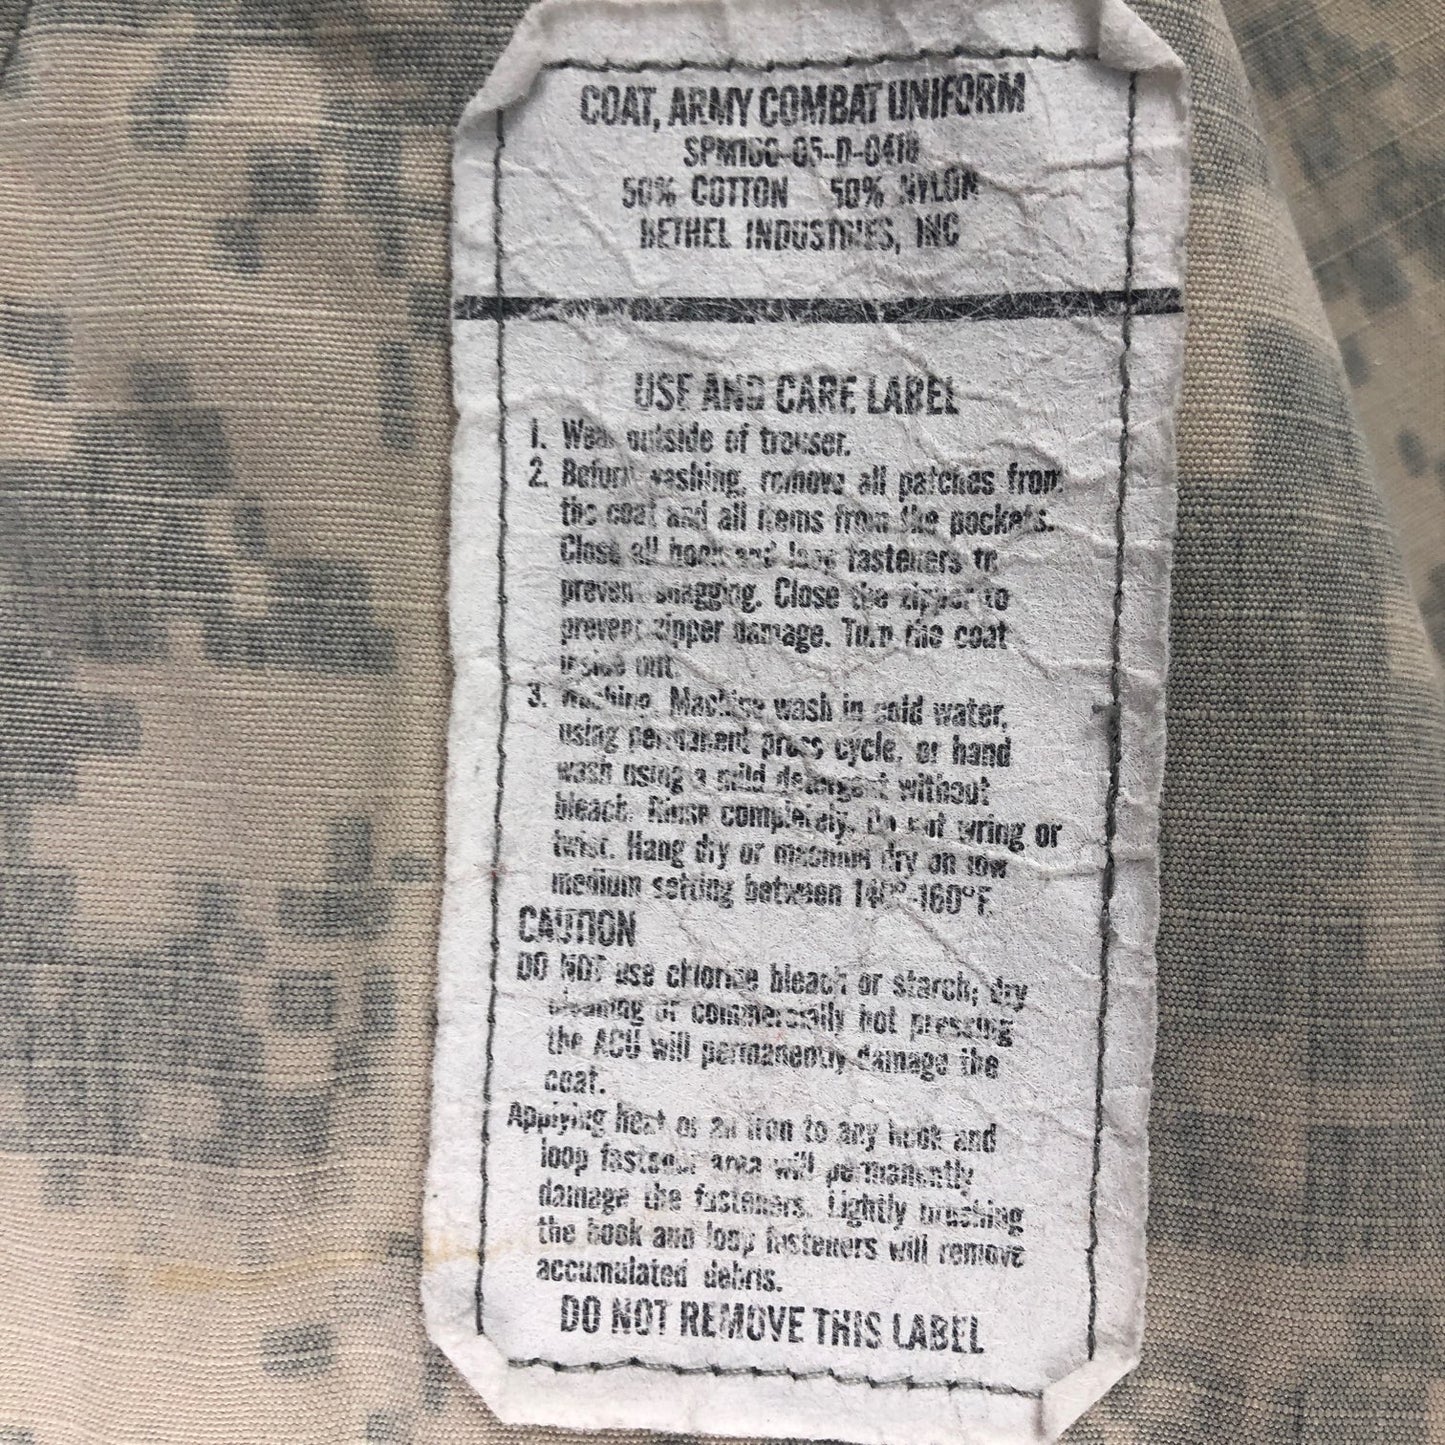 COAT, ARMY COMBAT UNIFORM
50% COTTON 50% NYLON
BETHEL INDUSTRIES, INC
USE AND CARE LABEL
1. Wear outside of trouser.
2. Before washing, remove all patches from
the coat and all items from the pockets.
Close all hook and loop fasteners to
prevent snagging. Close the zipper to
prevent zipper damage. Turn the coat
inside out.
3. Washing. Machine wash in cold water,
using permanent press cycle, or hand
wash using a mild detergent without
bleach. Rinse completely. Do not wring or
twist. Hang dry or machine dry on low
medium setting between 140°-160°F.
CAUTION
DO NOT use chlorine bleach or starch; dry
cleaning or commercially hot pressing
the ACU will permanently damage the
coat.
Applying heat or an iron to any hook and
loop fastener area will permanently
damage the fasteners. Lightly brushing
the hook and loop fasteners will remove
accumulated debris.
DO NOT REMOVE THIS LABEL